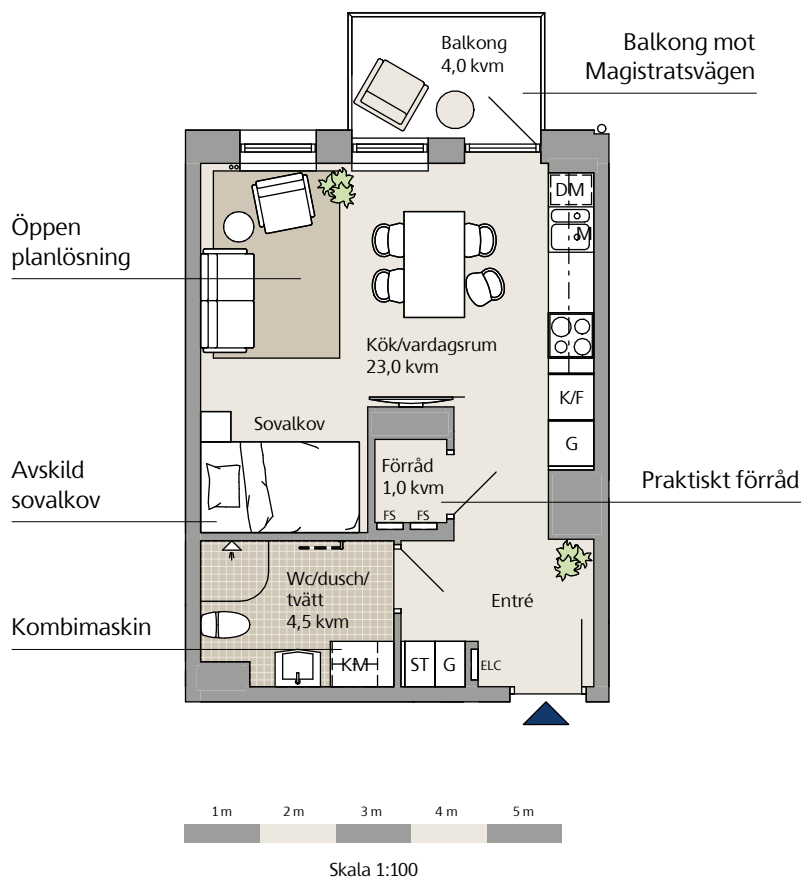 Balkong
4,0 kvm
Balkong mot
Magistratsvägen
DM
M
Öppen
planlösning
Kök/vardagsrum
23,0 kvm
K/F
G
Sovalkov
Avskild
sovalkov
Förråd
1,0 kvm
FS FS
Praktiskt förråd
Wc/dusch/
tvätt
4,5 kvm
Entré
Kombimaskin
KM
ST G
ELC
1 m 2 m 3 m 4 m 5 m
Skala 1:100